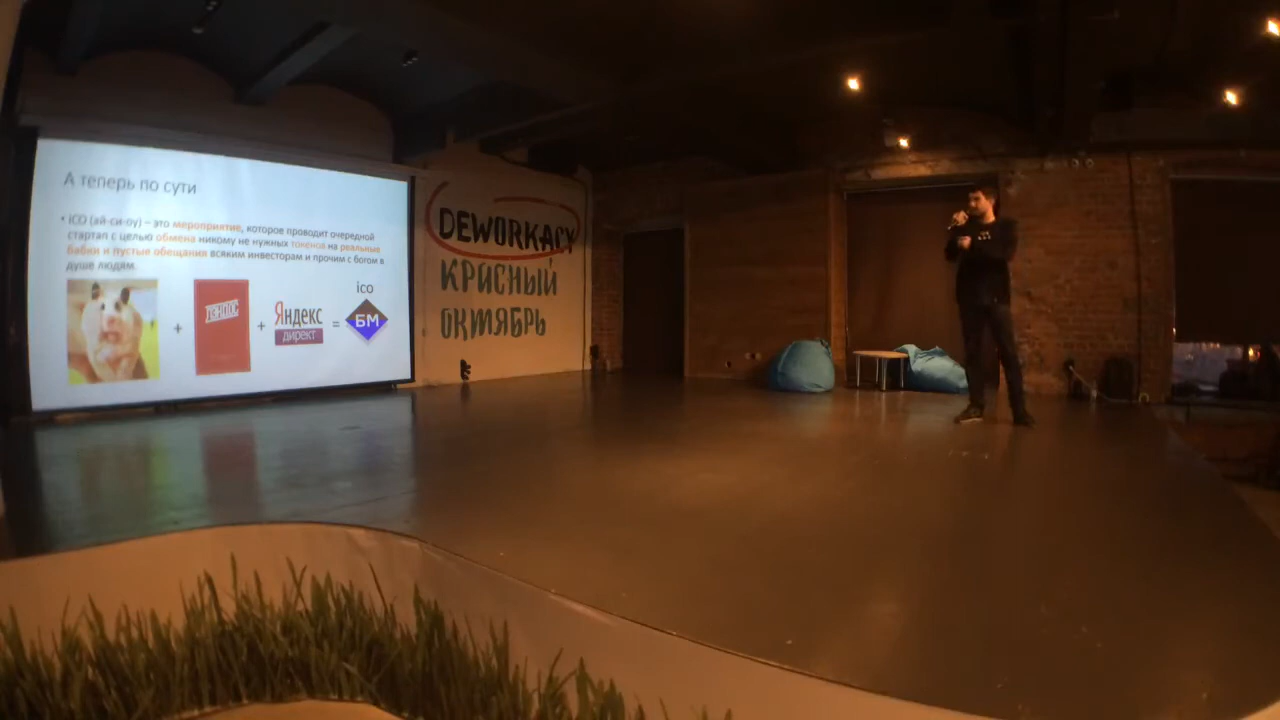 А теперь по сути
• ICO (ай-си-оу) – это мероприятие, которое проводит очередной
стартап с целью обмена никому не нужных токенов на реальные
бабки и пустые обещания всяким инвесторам и прочим с богом в
душе людям.
+
+
Яндекс
директ
=
ico
БМ
DEWORKACY
КРАСНЫЙ
ОКТЯБРЬ